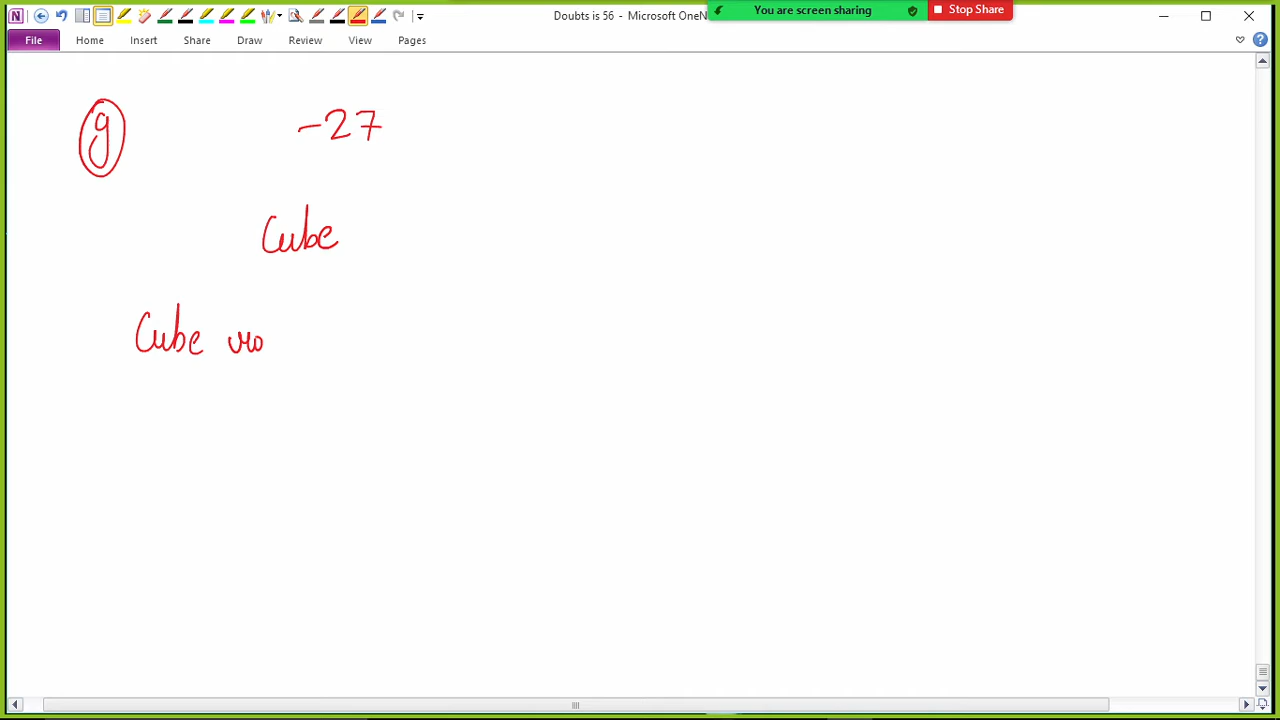 Doubts is 56 - Microsoft OneN
You are screen sharing
Stop Share
File Home Insert Share Draw Review View Pages
g -27
Cube
Cube ro